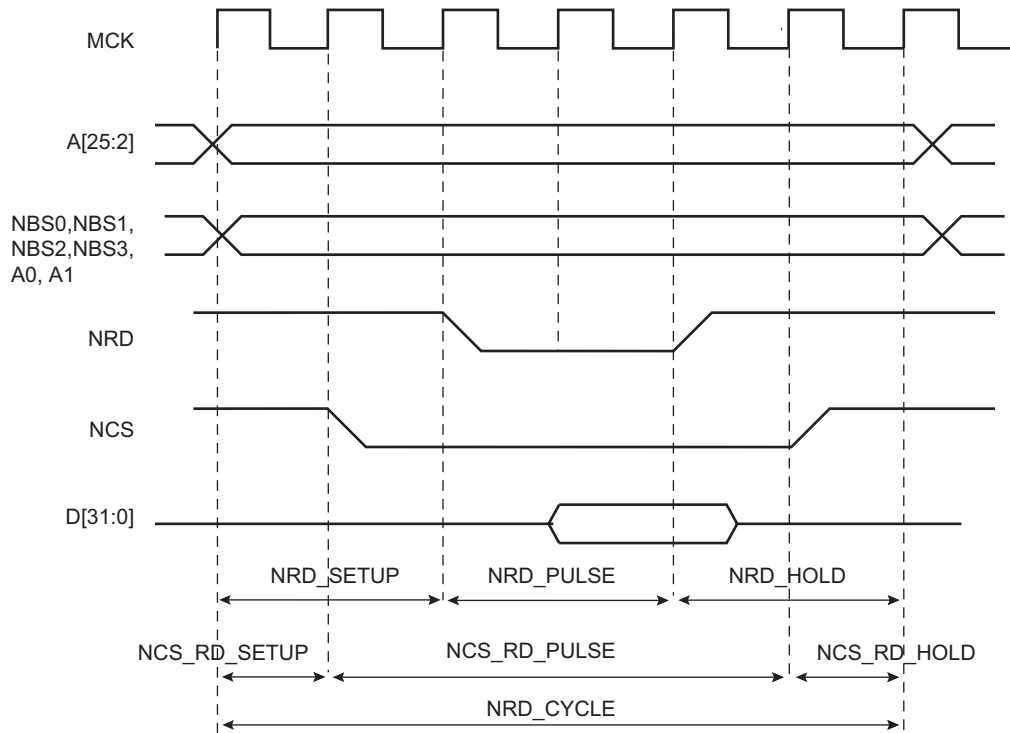 MCK
A[25:2]
NBS0,NBS1,
NBS2,NBS3,
A0, A1
NRD
NCS
D[31:0]
NRD_SETUP NRD_PULSE NRD_HOLD
NCS_RD_SETUP NCS_RD_PULSE NCS_RD_HOLD
NRD_CYCLE